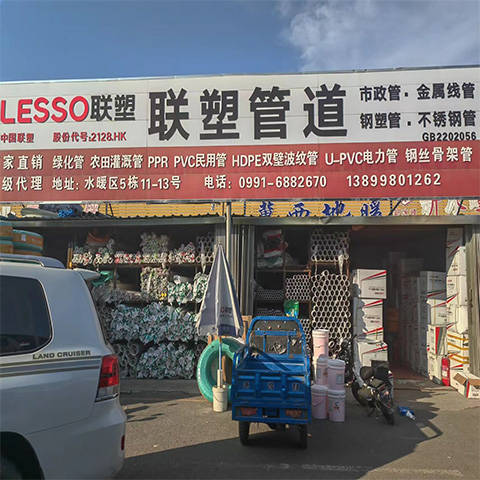 LESSO联塑
中国联塑 股份代号:2128.HK
联塑管道
市政管·金属线管
钢塑管·不锈钢管
GB2202056
家直销 绿化管 农田灌溉管 PPR PVC民用管 HDPE双壁波纹管 U-PVC电力管 钢丝骨架管
级代理 地址:水暖区5栋11-13号 电话:0991-6882670 13899801262
冀西地暖
LAND CRUISER